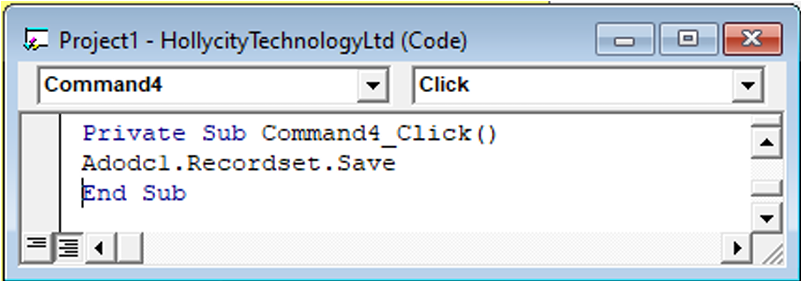 Project1 - HollycityTechnologyLtd (Code)
Command4 Click
Private Sub Command4_Click()
Adodc1.Recordset.Save
End Sub